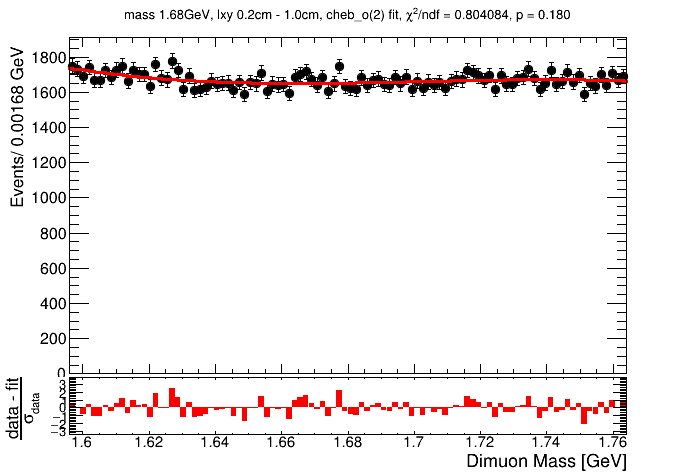 mass 1.68GeV, lxy 0.2cm - 1.0cm, cheb_o(2) fit, χ²/ndf = 0.804084, p = 0.180
Events/ 0.00168 GeV
1800
1600
1400
1200
1000
800
600
400
200
0
data - fit
σdata
3
2
1
0
−1
−2
−3
1.6 1.62 1.64 1.66 1.68 1.7 1.72 1.74 1.76
Dimuon Mass [GeV]